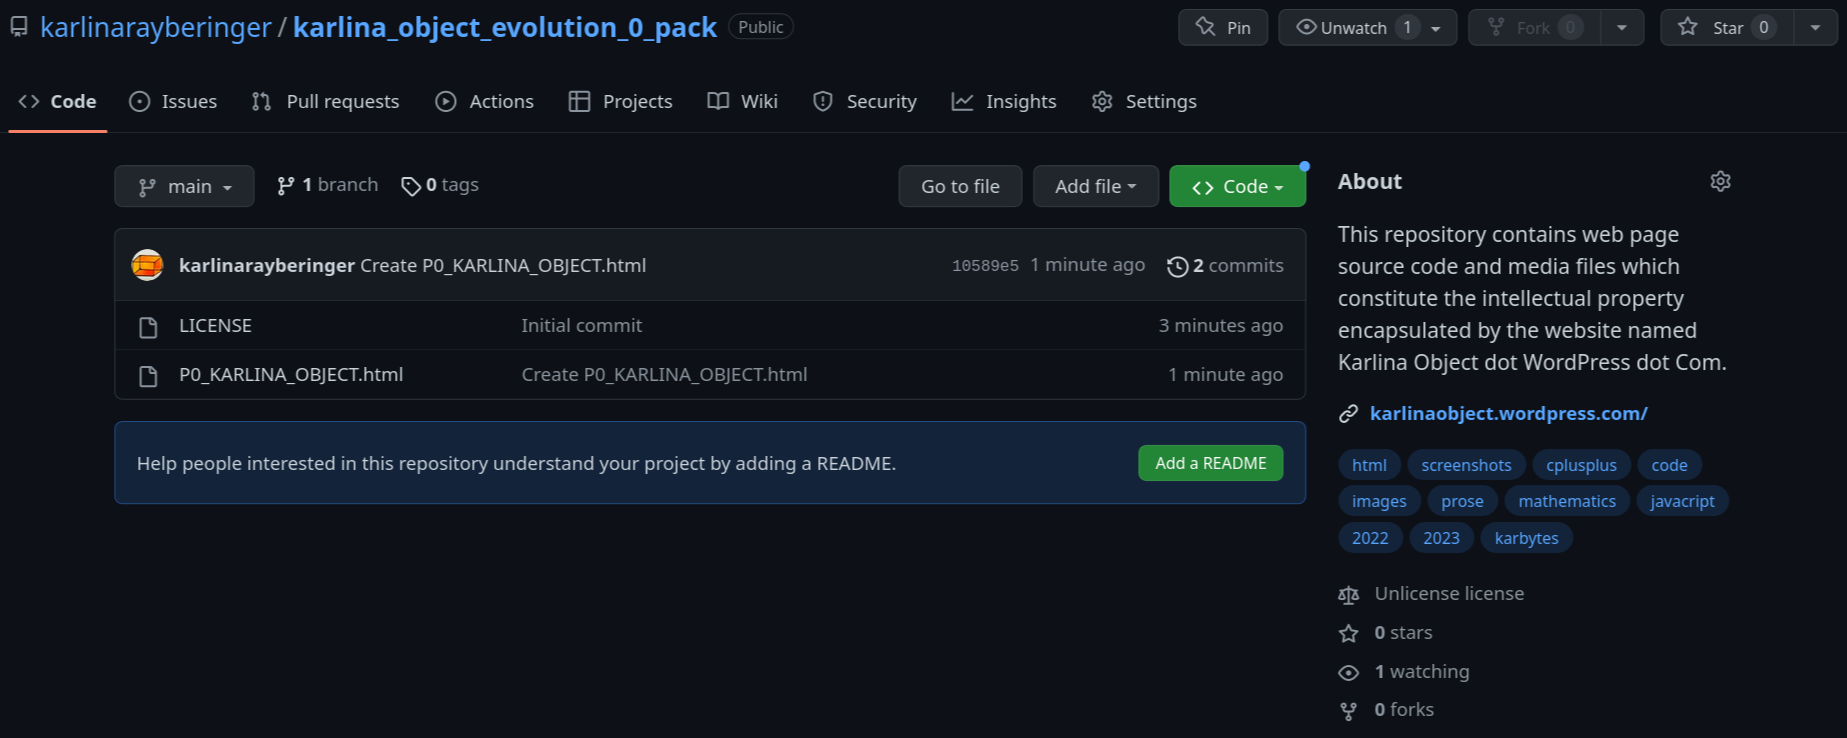 karlinarayberinger / karlina_object_evolution_0_pack Public
Pin Unwatch 1 Fork 0 Star 0
Code Issues Pull requests Actions Projects Wiki Security Insights Settings
main 1 branch 0 tags Go to file Add file Code
karlinarayberinger Create P0_KARLINA_OBJECT.html 10589e5 1 minute ago 2 commits
LICENSE Initial commit 3 minutes ago
P0_KARLINA_OBJECT.html Create P0_KARLINA_OBJECT.html 1 minute ago
Help people interested in this repository understand your project by adding a README. Add a README
About
This repository contains web page
source code and media files which
constitute the intellectual property
encapsulated by the website named
Karlina Object dot WordPress dot Com.
karlinaobject.wordpress.com/
html screenshots cplusplus code
images prose mathematics javacript
2022 2023 karbytes
Unlicense license
0 stars
1 watching
0 forks